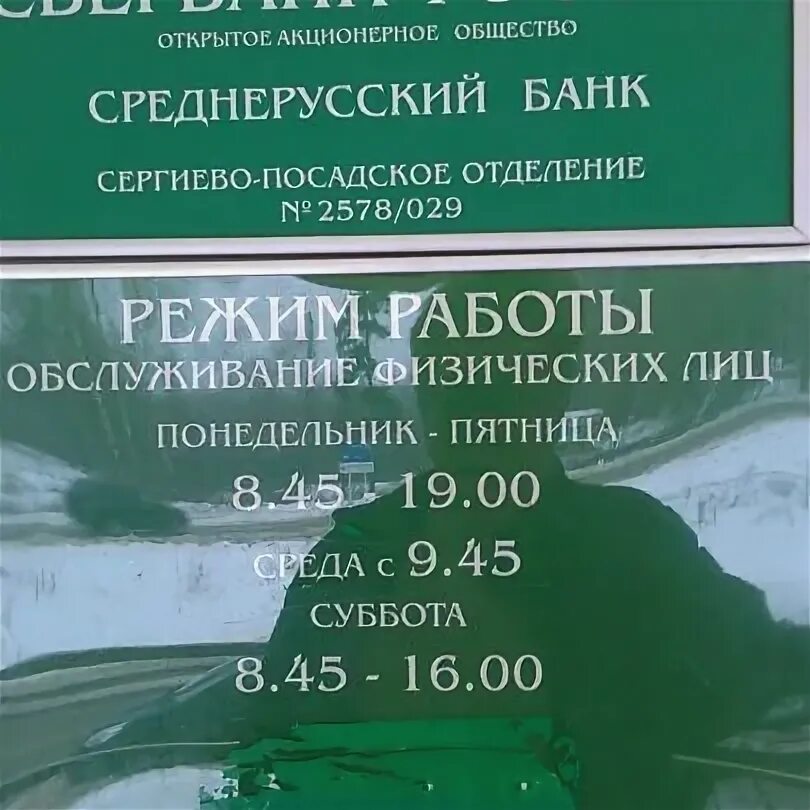 СБЕРБАНК
ОТКРЫТОЕ АКЦИОНЕРНОЕ ОБЩЕСТВО
СРЕДНЕРУССКИЙ БАНК
СЕРГИЕВО-ПОСАДСКОЕ ОТДЕЛЕНИЕ
№ 2578/029
РЕЖИМ РАБОТЫ
ОБСЛУЖИВАНИЕ ФИЗИЧЕСКИХ ЛИЦ
ПОНЕДЕЛЬНИК - ПЯТНИЦА
8.45 - 19.00
СРЕДА с 9.45
СУББОТА
8.45 - 16.00